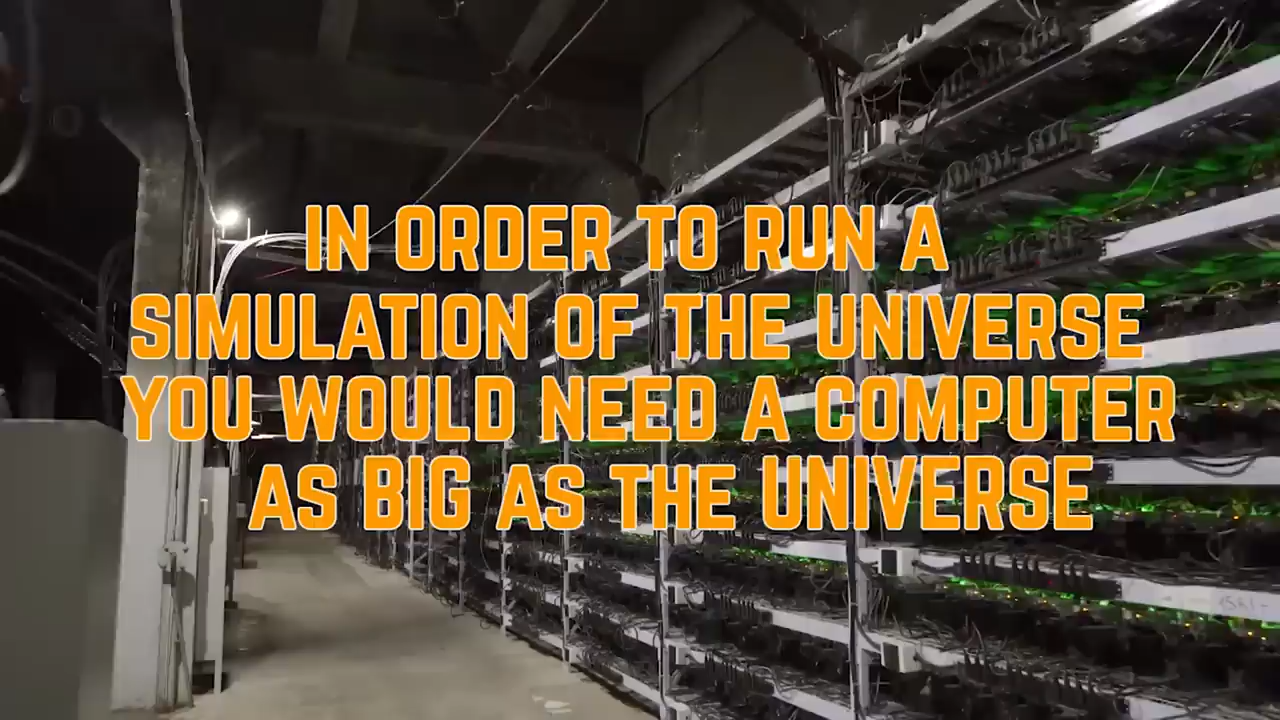 IN ORDER TO RUN A
SIMULATION OF THE UNIVERSE
YOU WOULD NEED A COMPUTER
AS BIG AS THE UNIVERSE